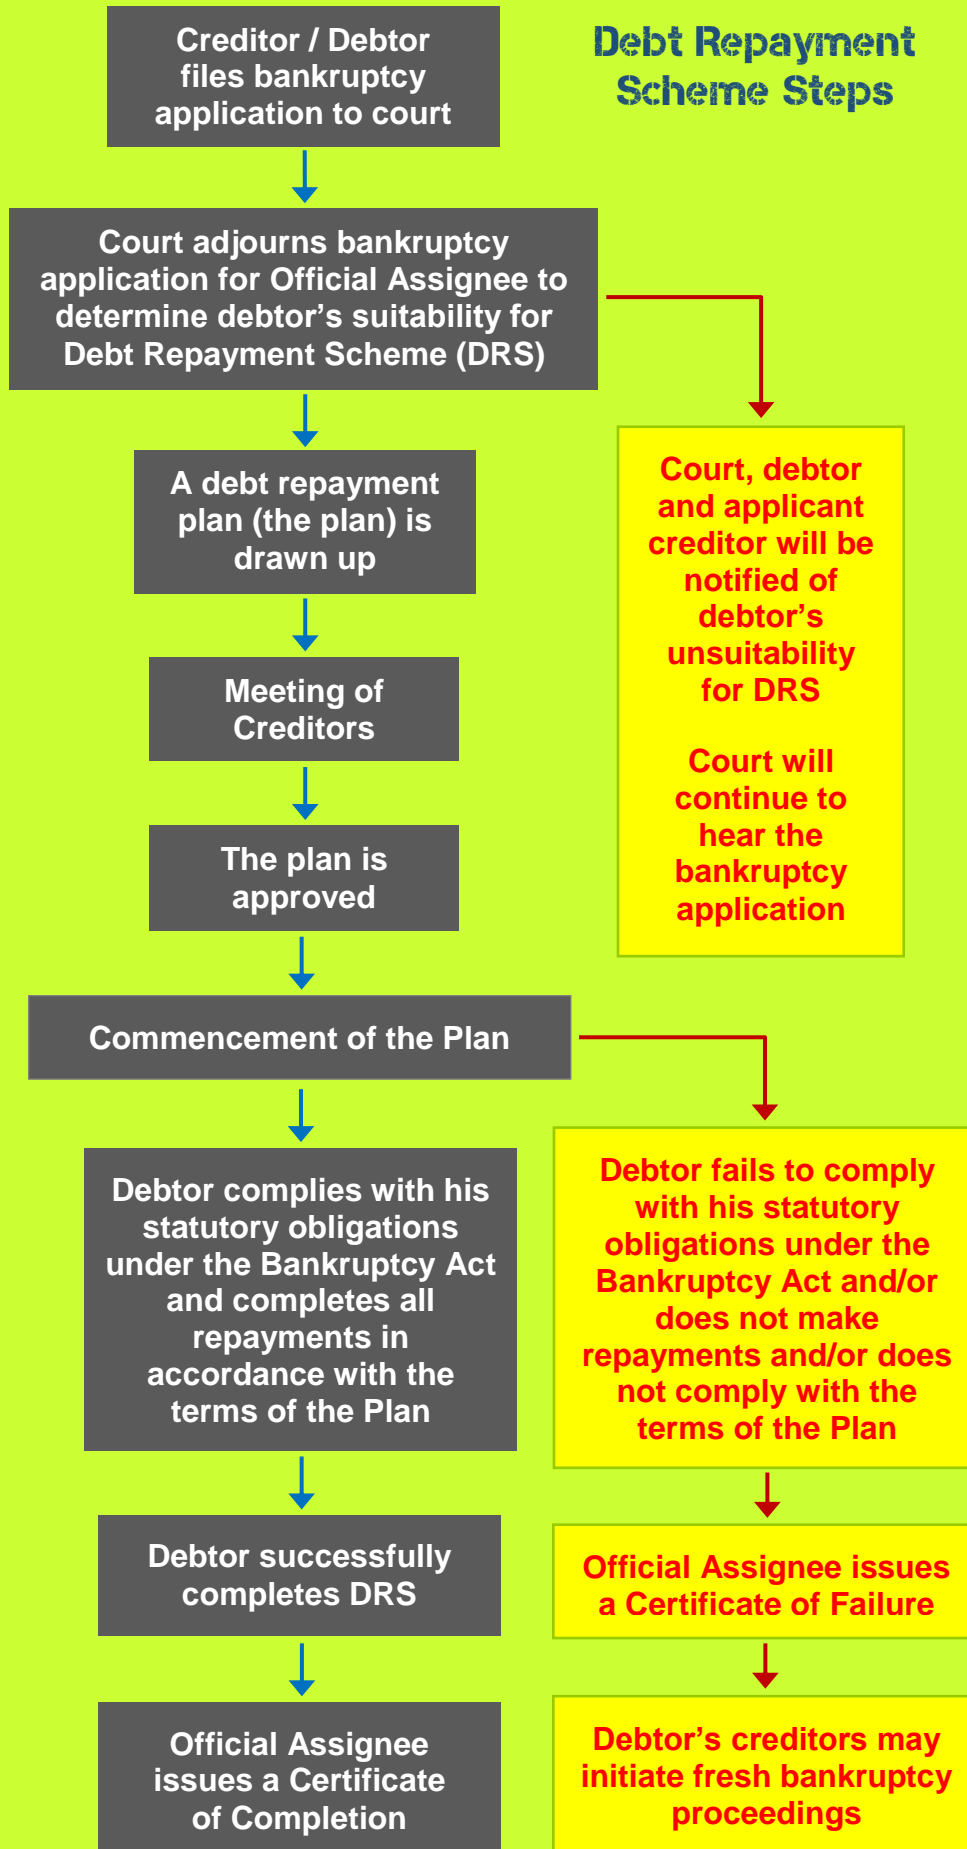 Debt Repayment
Scheme Steps
Creditor / Debtor
files bankruptcy
application to court
Court adjourns bankruptcy
application for Official Assignee to
determine debtor’s suitability for
Debt Repayment Scheme (DRS)
Court, debtor
and applicant
creditor will be
notified of
debtor’s
unsuitability
for DRS
Court will
continue to
hear the
bankruptcy
application
A debt repayment
plan (the plan) is
drawn up
Meeting of
Creditors
The plan is
approved
Commencement of the Plan
Debtor complies with his
statutory obligations
under the Bankruptcy Act
and completes all
repayments in
accordance with the
terms of the Plan
Debtor fails to comply
with his statutory
obligations under the
Bankruptcy Act and/or
does not make
repayments and/or does
not comply with the
terms of the Plan
Debtor successfully
completes DRS
Official Assignee issues
a Certificate of Failure
Official Assignee
issues a Certificate
of Completion
Debtor’s creditors may
initiate fresh bankruptcy
proceedings